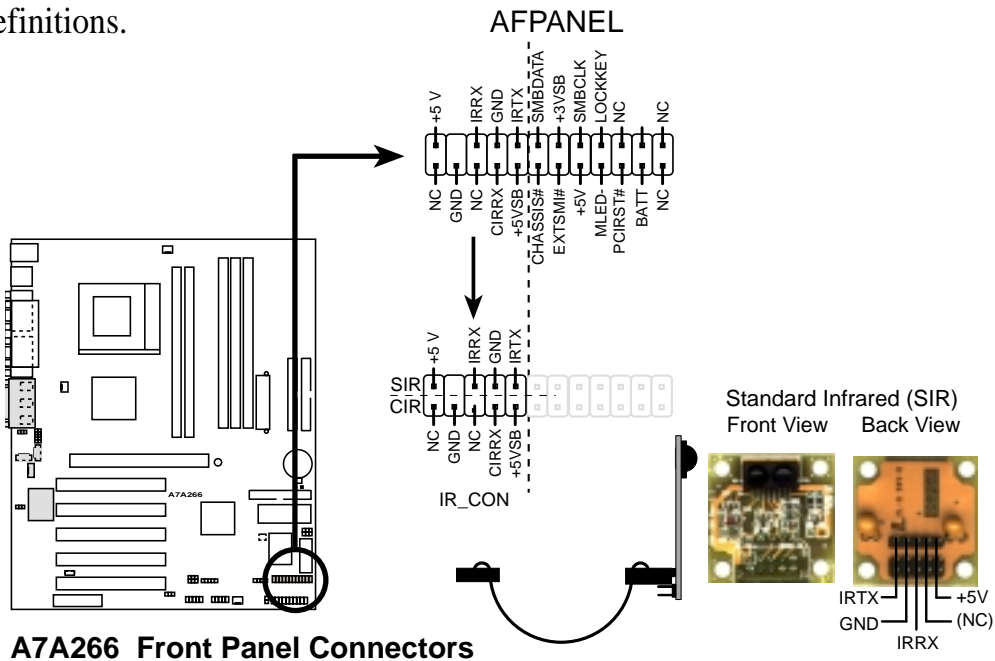 efinitions.
AFPANEL
+5 V
IRRX
GND
IRTX
SMBDATA
+3VSB
SMBCLK
LOCKKEY
NC
NC
NC
GND
NC
CIRRX
+5VSB
CHASSIS#
EXTSMI#
+5V
MLED-
PCIRST#
BATT
NC
+5 V
IRRX
GND
IRTX
SIR
CIR
NC
GND
NC
CIRRX
+5VSB
IR_CON
Standard Infrared (SIR)
Front View Back View
A7A266
IRTX
+5V
GND
(NC)
IRRX
A7A266 Front Panel Connectors